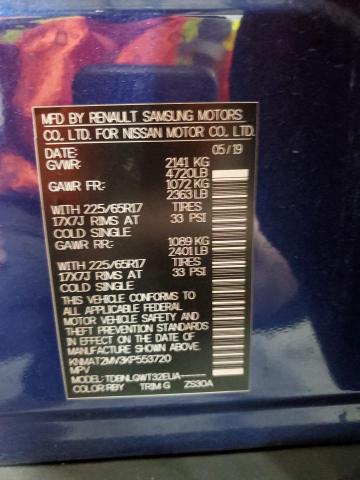 MFD BY RENAULT SAMSUNG MOTORS
CO., LTD. FOR NISSAN MOTOR CO., LTD.
DATE: 05/19
GVWR: 2141 KG
4720LB
GAWR FR: 1072 KG
2363LB
WITH 225/65R17 TIRES
17X7J RIMS AT 33 PSI
COLD SINGLE
GAWR RR: 1089 KG
2401LB
WITH 225/65R17 TIRES
17X7J RIMS AT 33 PSI
COLD SINGLE
THIS VEHICLE CONFORMS TO
ALL APPLICABLE FEDERAL
MOTOR VEHICLE SAFETY AND
THEFT PREVENTION STANDARDS
IN EFFECT ON THE DATE OF
MANUFACTURE SHOWN ABOVE.
KNMAT2MV3KP553720
MPV
MODEL:TDBNLQWT32EUA------
COLOR:RBY TRIM:G ZS30A